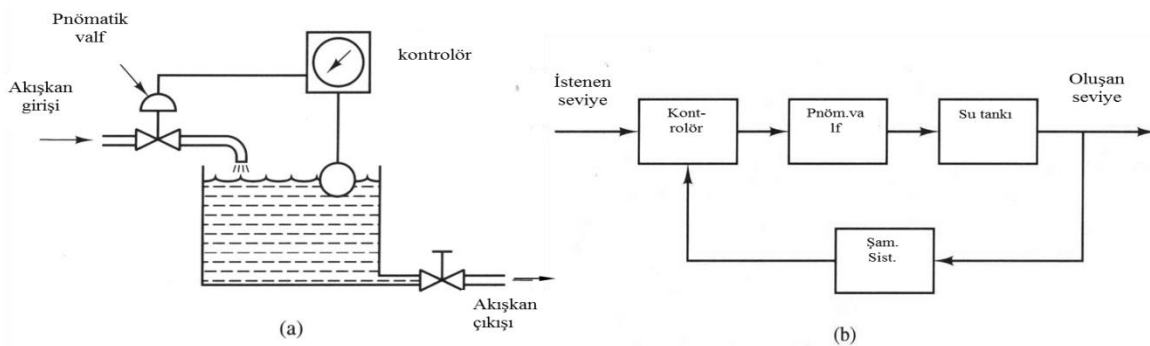 Pnömatik
valf
kontrolör
Akışkan
girişi
Akışkan
çıkışı
(a)
İstenen
seviye
Kont-
rolör
Pnöm.va
lf
Su tankı
Oluşan
seviye
Şam.
Sist.
(b)